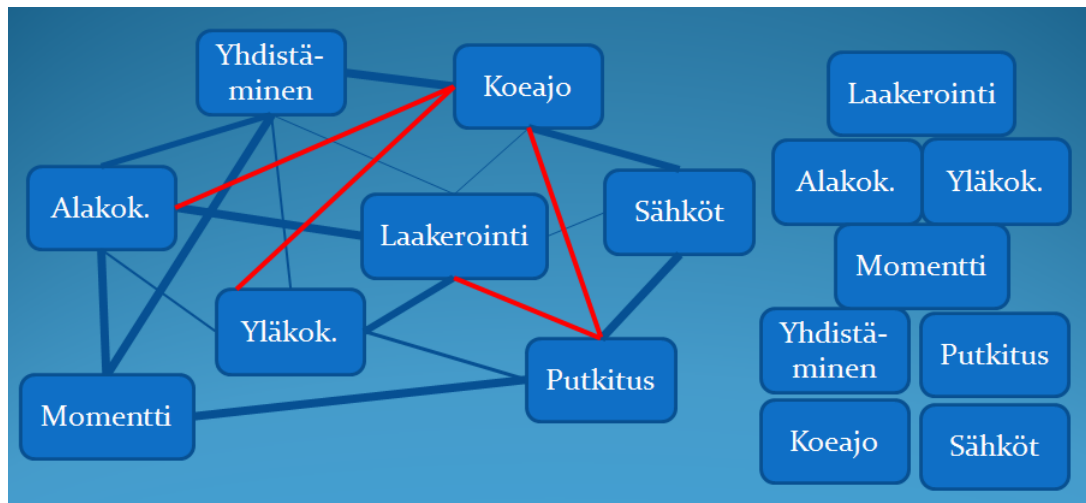 Yhdistä-
minen
Koeajo
Alakok.
Laakerointi
Sähköt
Yläkok.
Putkitus
Momentti
Laakerointi
Alakok.
Yläkok.
Momentti
Yhdistä-
minen
Putkitus
Koeajo
Sähköt